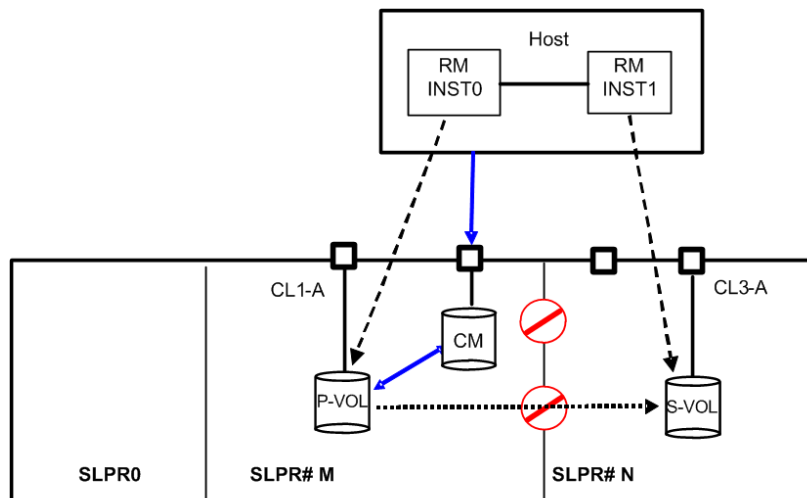 Host
RM
INST0
RM
INST1
CL1-A
CL3-A
CM
P-VOL
S-VOL
SLPR0
SLPR# M
SLPR# N